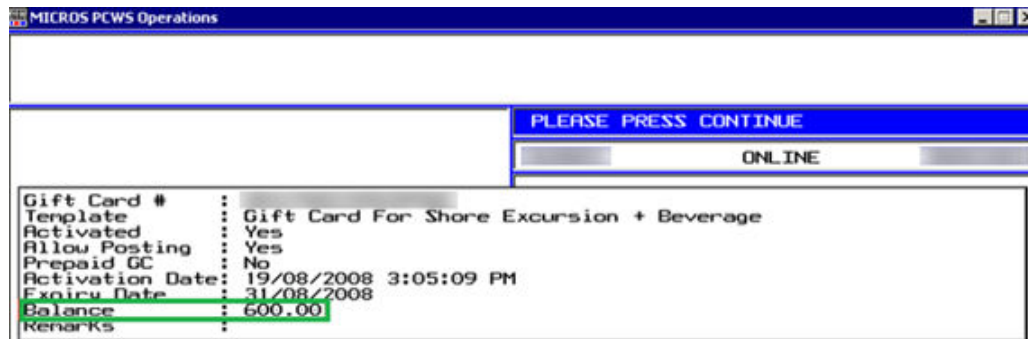 MICROS PCWS Operations
PLEASE PRESS CONTINUE
ONLINE
Gift Card # :
Template : Gift Card For Shore Excursion + Beverage
Activated : Yes
Allow Posting : Yes
Prepaid GC : No
Activation Date: 19/08/2008 3:05:09 PM
Expiry Date : 31/08/2008
Balance : 600.00
Remarks :